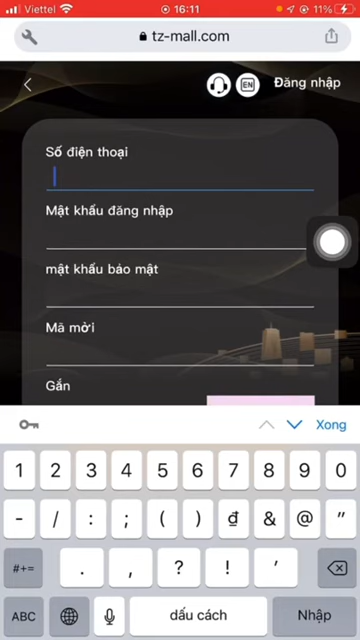 Viettel 16:11 11%
tz-mall.com
EN Đăng nhập
Số điện thoại
Mật khẩu đăng nhập
mật khẩu bảo mật
Mã mời
Gắn
Xong
1 2 3 4 5 6 7 8 9 0
- / : ; ( ) ₫ & @ "
#+= . , ? ! '
ABC dấu cách Nhập